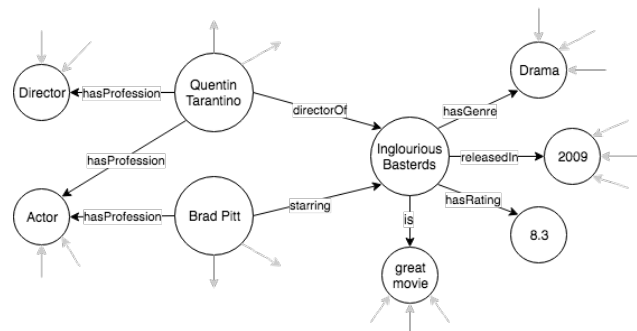 Director
hasProfession
Quentin
Tarantino
directorOf
hasProfession
Actor
hasProfession
Brad Pitt
starring
Inglourious
Basterds
hasGenre
Drama
releasedIn
2009
hasRating
8.3
is
great
movie